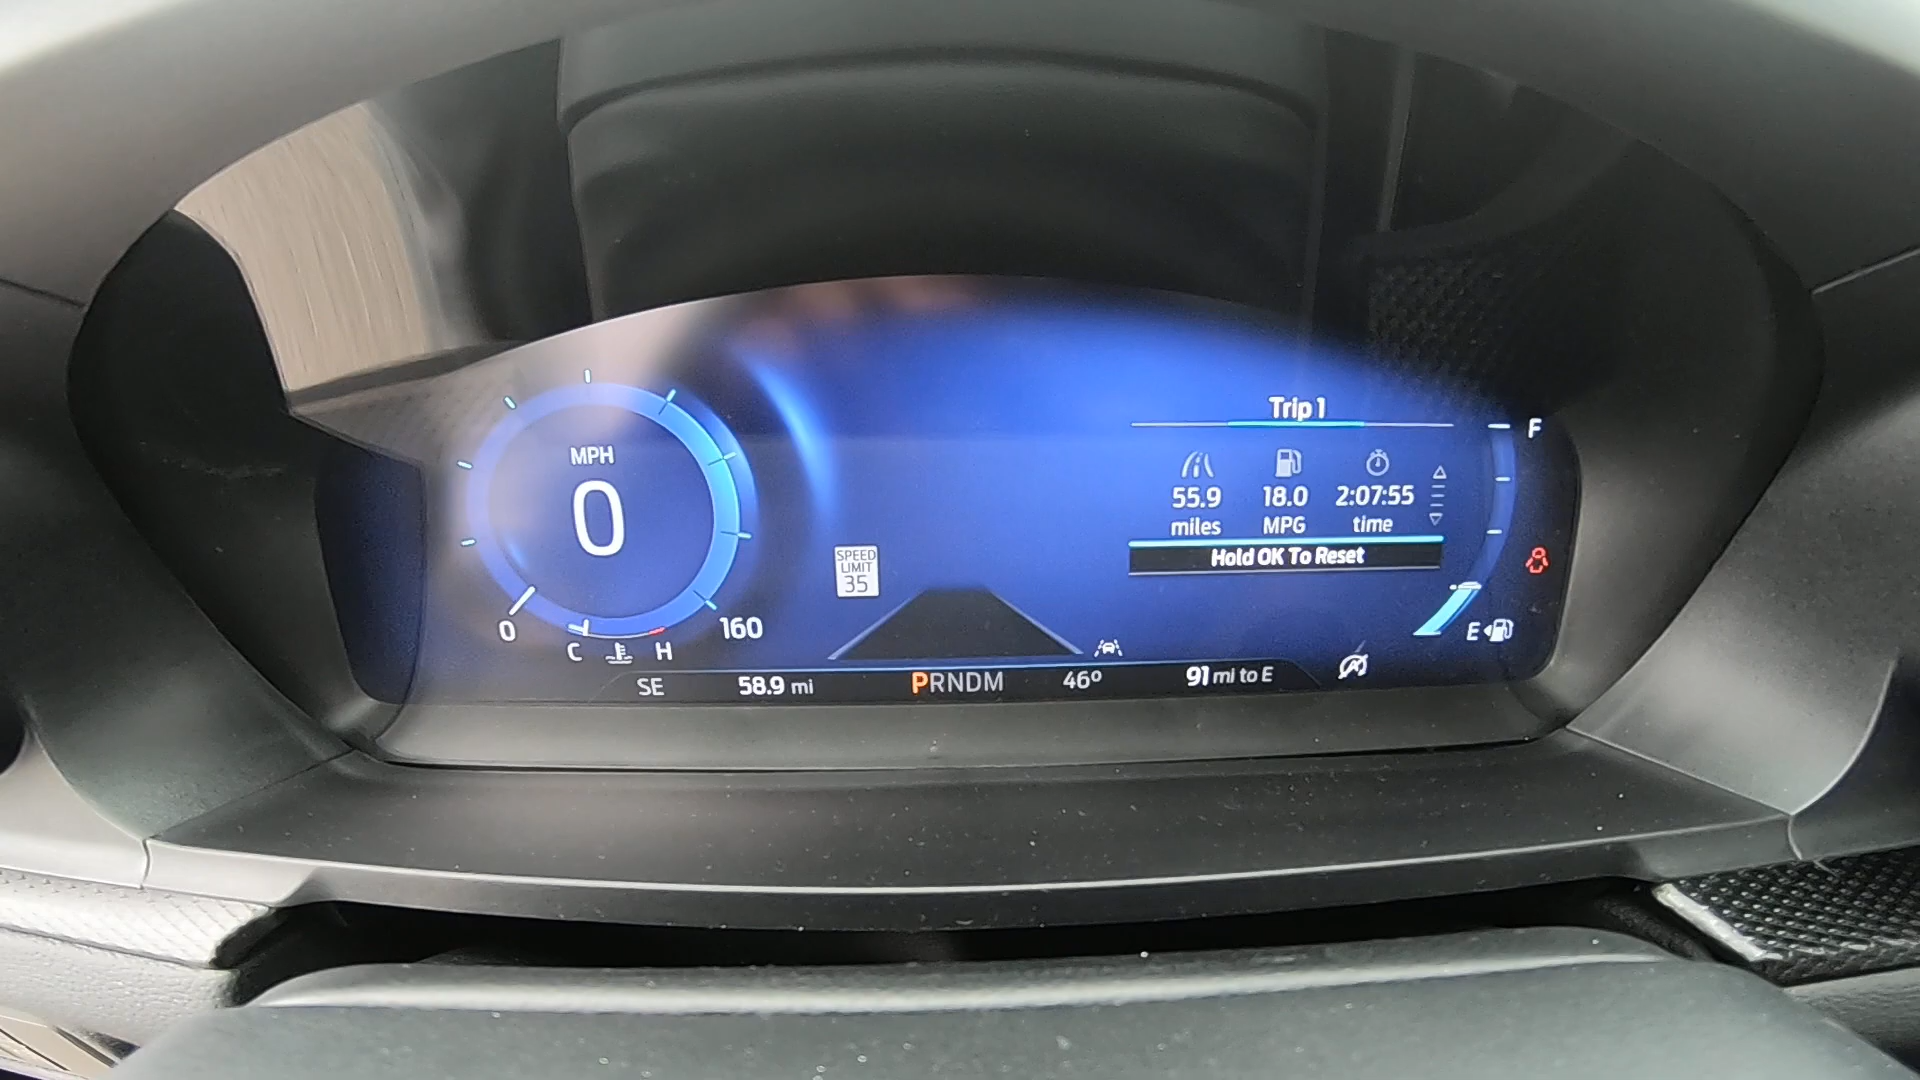 Trip 1
55.9 18.0 2:07:55
miles MPG time
Hold OK To Reset
F
MPH
0
SPEED
LIMIT
35
0 160
C H
E
SE 58.9 mi PRNDM 46° 91 mi to E